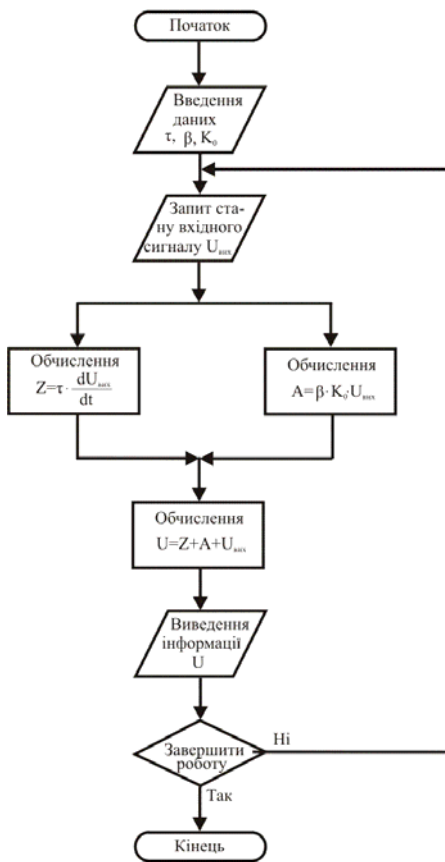 Початок
Введення
даних
τ, β, K₀
Запит ста-
ну вхідного
сигналу Uвих
Обчислення
Z=τ · dUвих
dt
Обчислення
A=β·K₀·Uвих
Обчислення
U=Z+A+Uвих
Виведення
інформації
U
Завершити
роботу
Ні
Так
Кінець